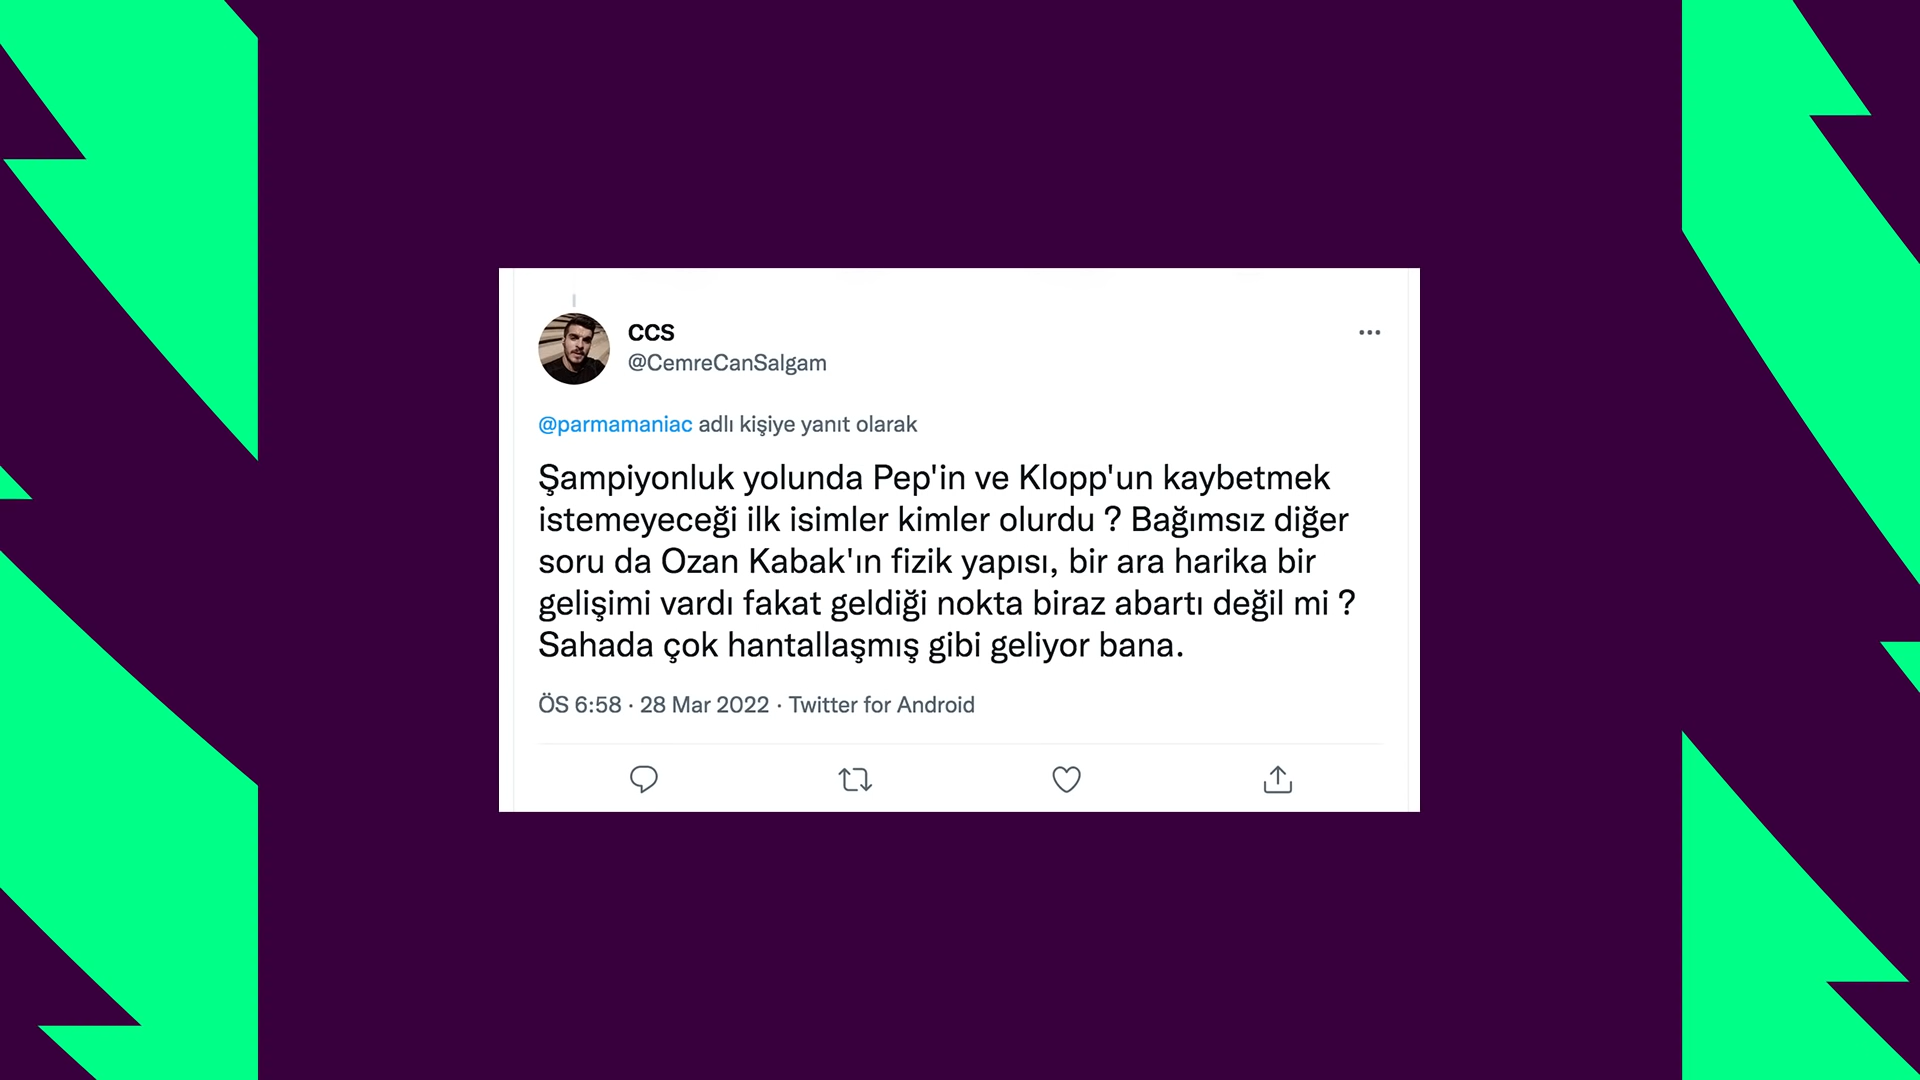 CCS
@CemreCanSalgam
@parmamaniac adlı kişiye yanıt olarak
Şampiyonluk yolunda Pep'in ve Klopp'un kaybetmek
istemeyeceği ilk isimler kimler olurdu ? Bağımsız diğer
soru da Ozan Kabak'ın fizik yapısı, bir ara harika bir
gelişimi vardı fakat geldiği nokta biraz abartı değil mi ?
Sahada çok hantallaşmış gibi geliyor bana.
ÖS 6:58 · 28 Mar 2022 · Twitter for Android